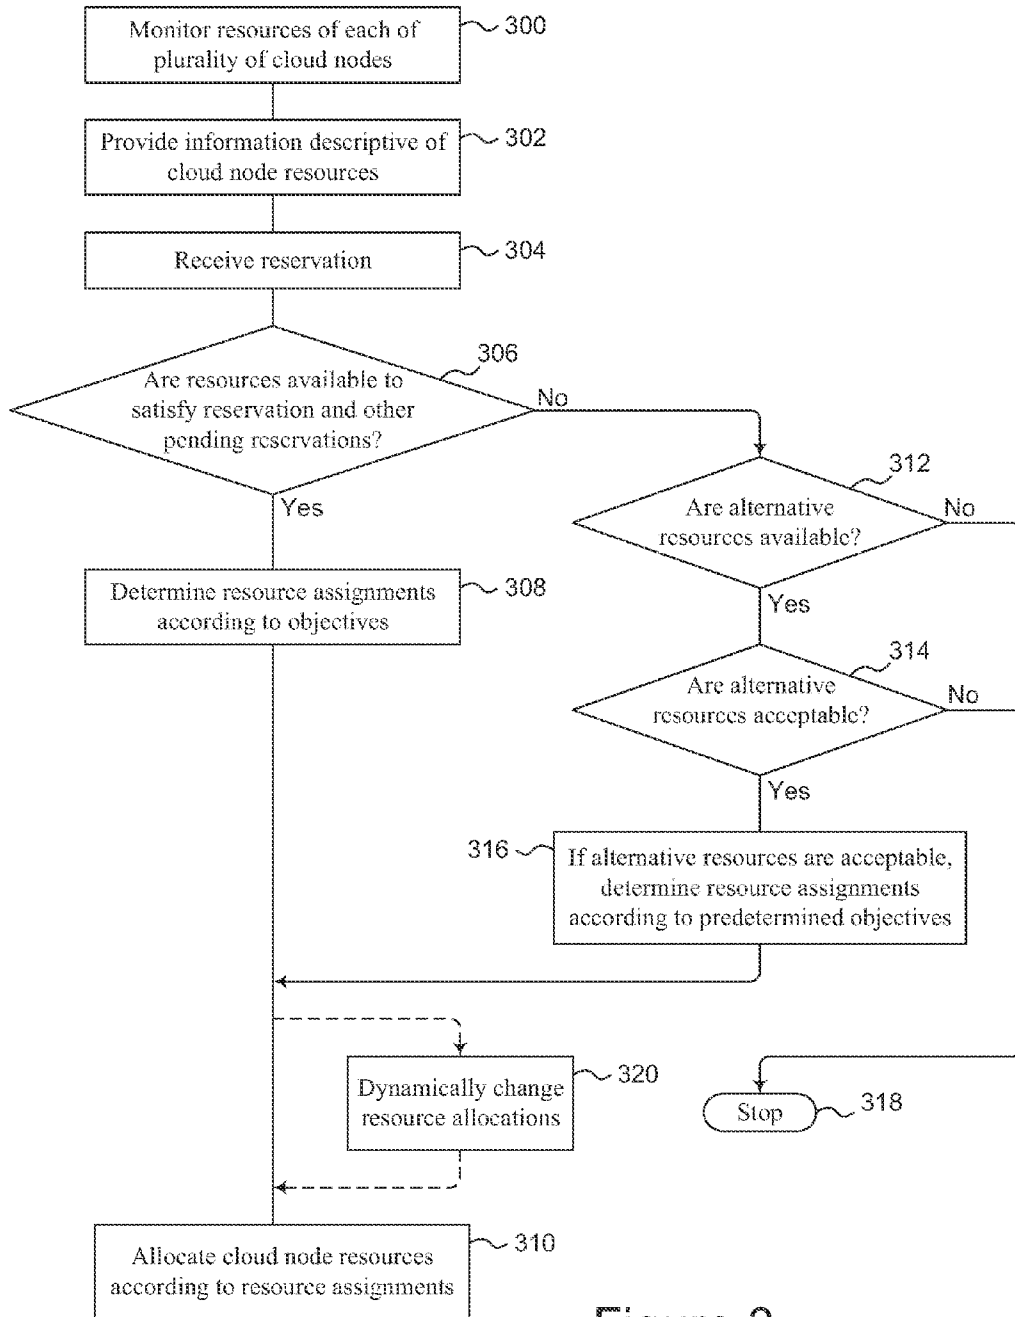 Monitor resources of each of
plurality of cloud nodes
300
Provide information descriptive of
cloud node resources
302
Receive reservation
304
306
Are resources available to
satisfy reservation and other
pending reservations?
No
Yes
312
Are alternative
resources available?
No
Yes
Determine resource assignments
according to objectives
308
314
Are alternative
resources acceptable?
No
Yes
316
If alternative resources are acceptable,
determine resource assignments
according to predetermined objectives
Dynamically change
resource allocations
320
Stop
318
Allocate cloud node resources
according to resource assignments
310